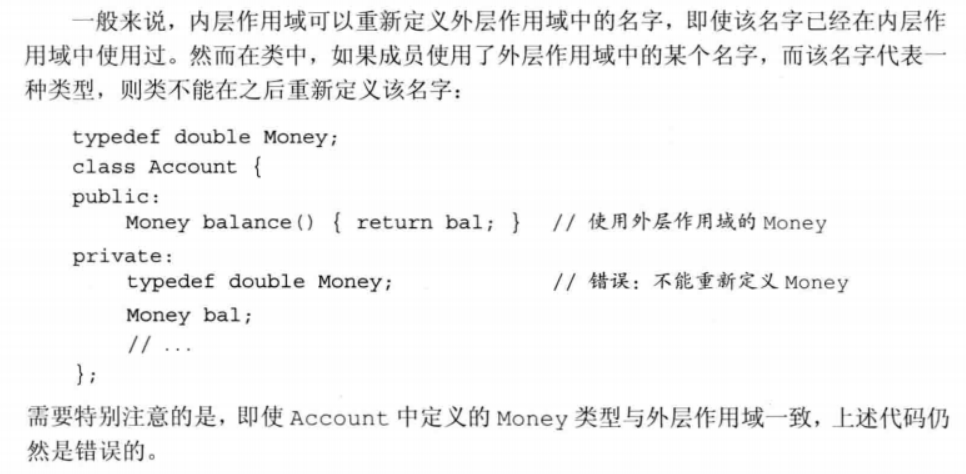 一般来说，内层作用域可以重新定义外层作用域中的名字，即使该名字已经在内层作
用域中使用过。然而在类中，如果成员使用了外层作用域中的某个名字，而该名字代表一
种类型，则类不能在之后重新定义该名字：
typedef double Money;
class Account {
public:
    Money balance() { return bal; }  // 使用外层作用域的 Money
private:
    typedef double Money;            // 错误：不能重新定义 Money
    Money bal;
    // ...
};
需要特别注意的是，即使 Account 中定义的 Money 类型与外层作用域一致，上述代码仍
然是错误的。